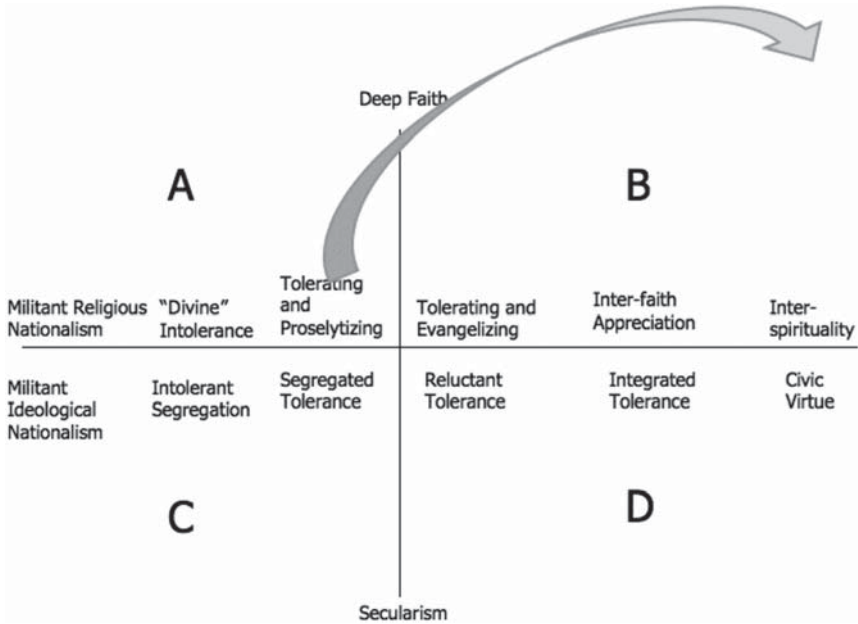 Deep Faith
A
B
Militant Religious
Nationalism
“Divine”
Intolerance
Tolerating
and
Proselytizing
Tolerating and
Evangelizing
Inter-faith
Appreciation
Inter-
spirituality
Militant
Ideological
Nationalism
Intolerant
Segregation
Segregated
Tolerance
Reluctant
Tolerance
Integrated
Tolerance
Civic
Virtue
C
D
Secularism